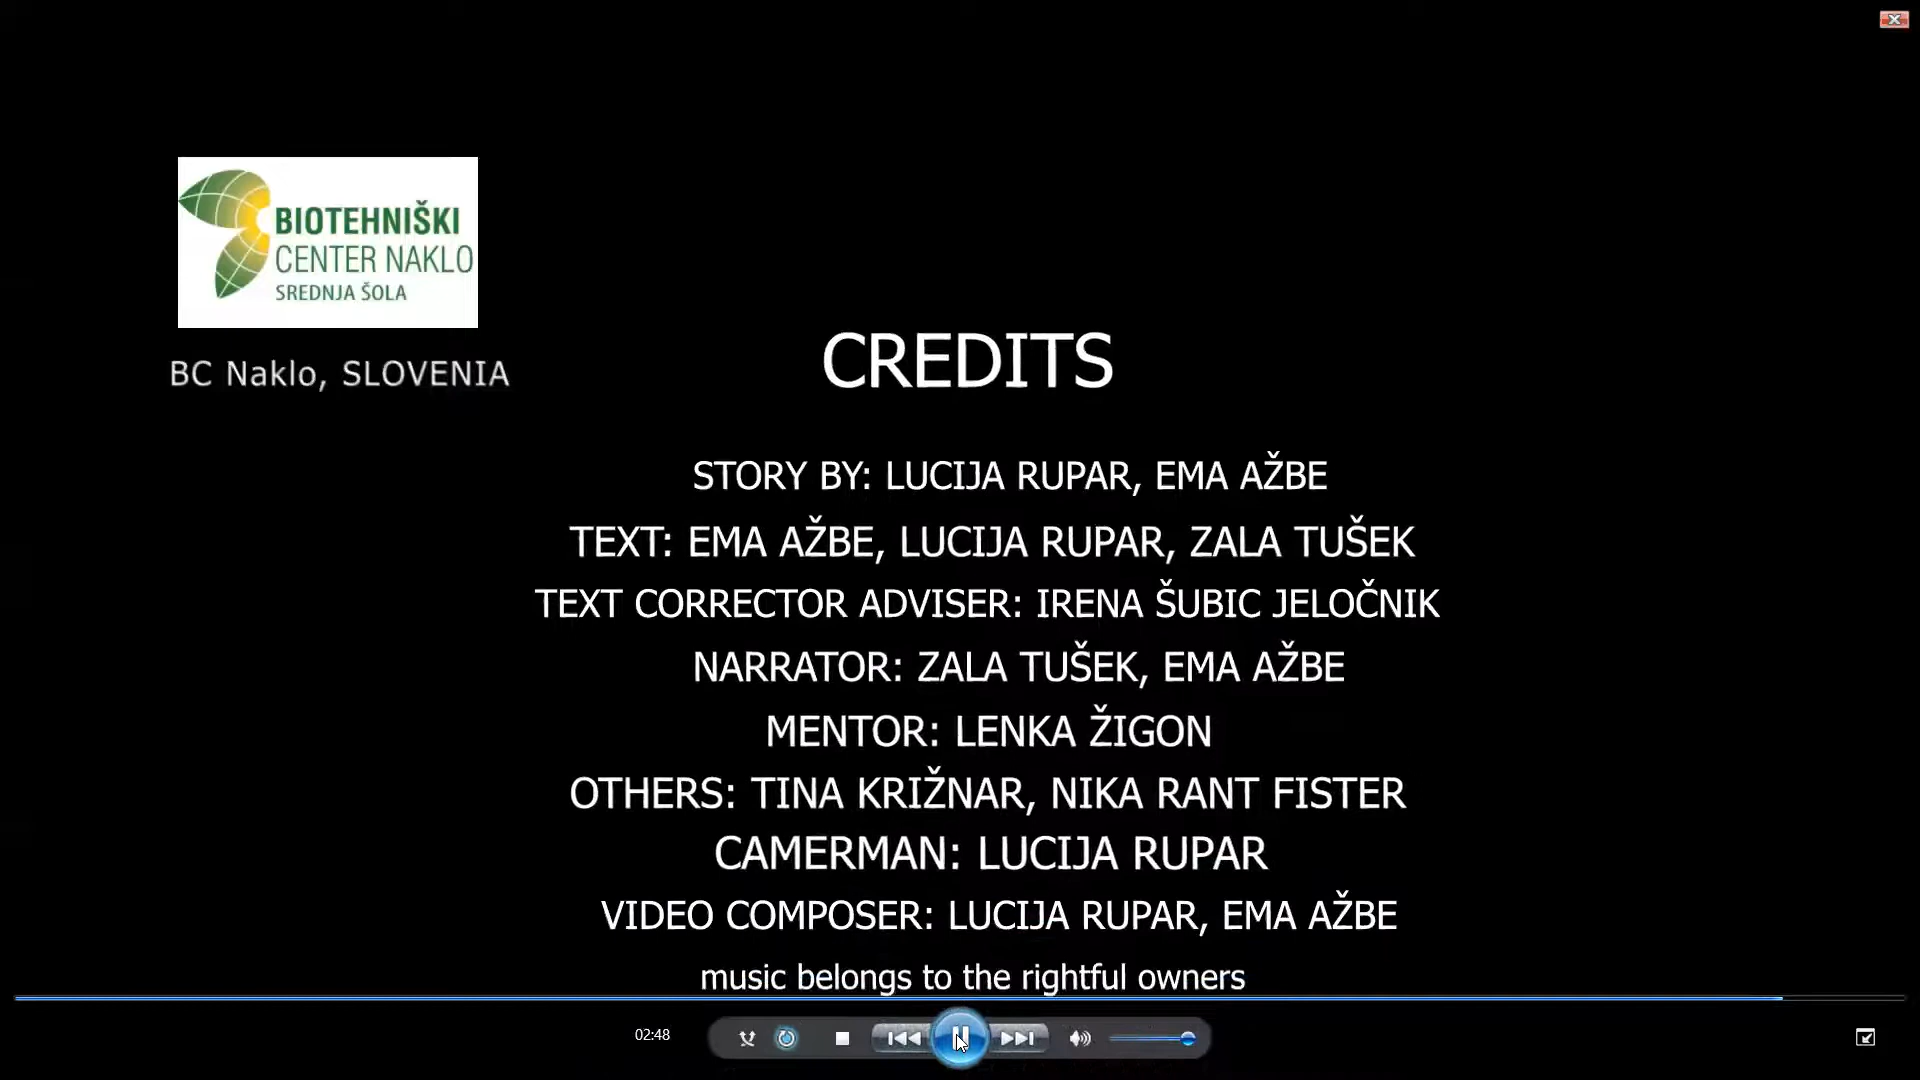 BIOTEHNIŠKI
CENTER NAKLO
SREDNJA ŠOLA
BC Naklo, SLOVENIA
CREDITS
STORY BY: LUCIJA RUPAR, EMA AŽBE
TEXT: EMA AŽBE, LUCIJA RUPAR, ZALA TUŠEK
TEXT CORRECTOR ADVISER: IRENA ŠUBIC JELOČNIK
NARRATOR: ZALA TUŠEK, EMA AŽBE
MENTOR: LENKA ŽIGON
OTHERS: TINA KRIŽNAR, NIKA RANT FISTER
CAMERMAN: LUCIJA RUPAR
VIDEO COMPOSER: LUCIJA RUPAR, EMA AŽBE
music belongs to the rightful owners
02:48